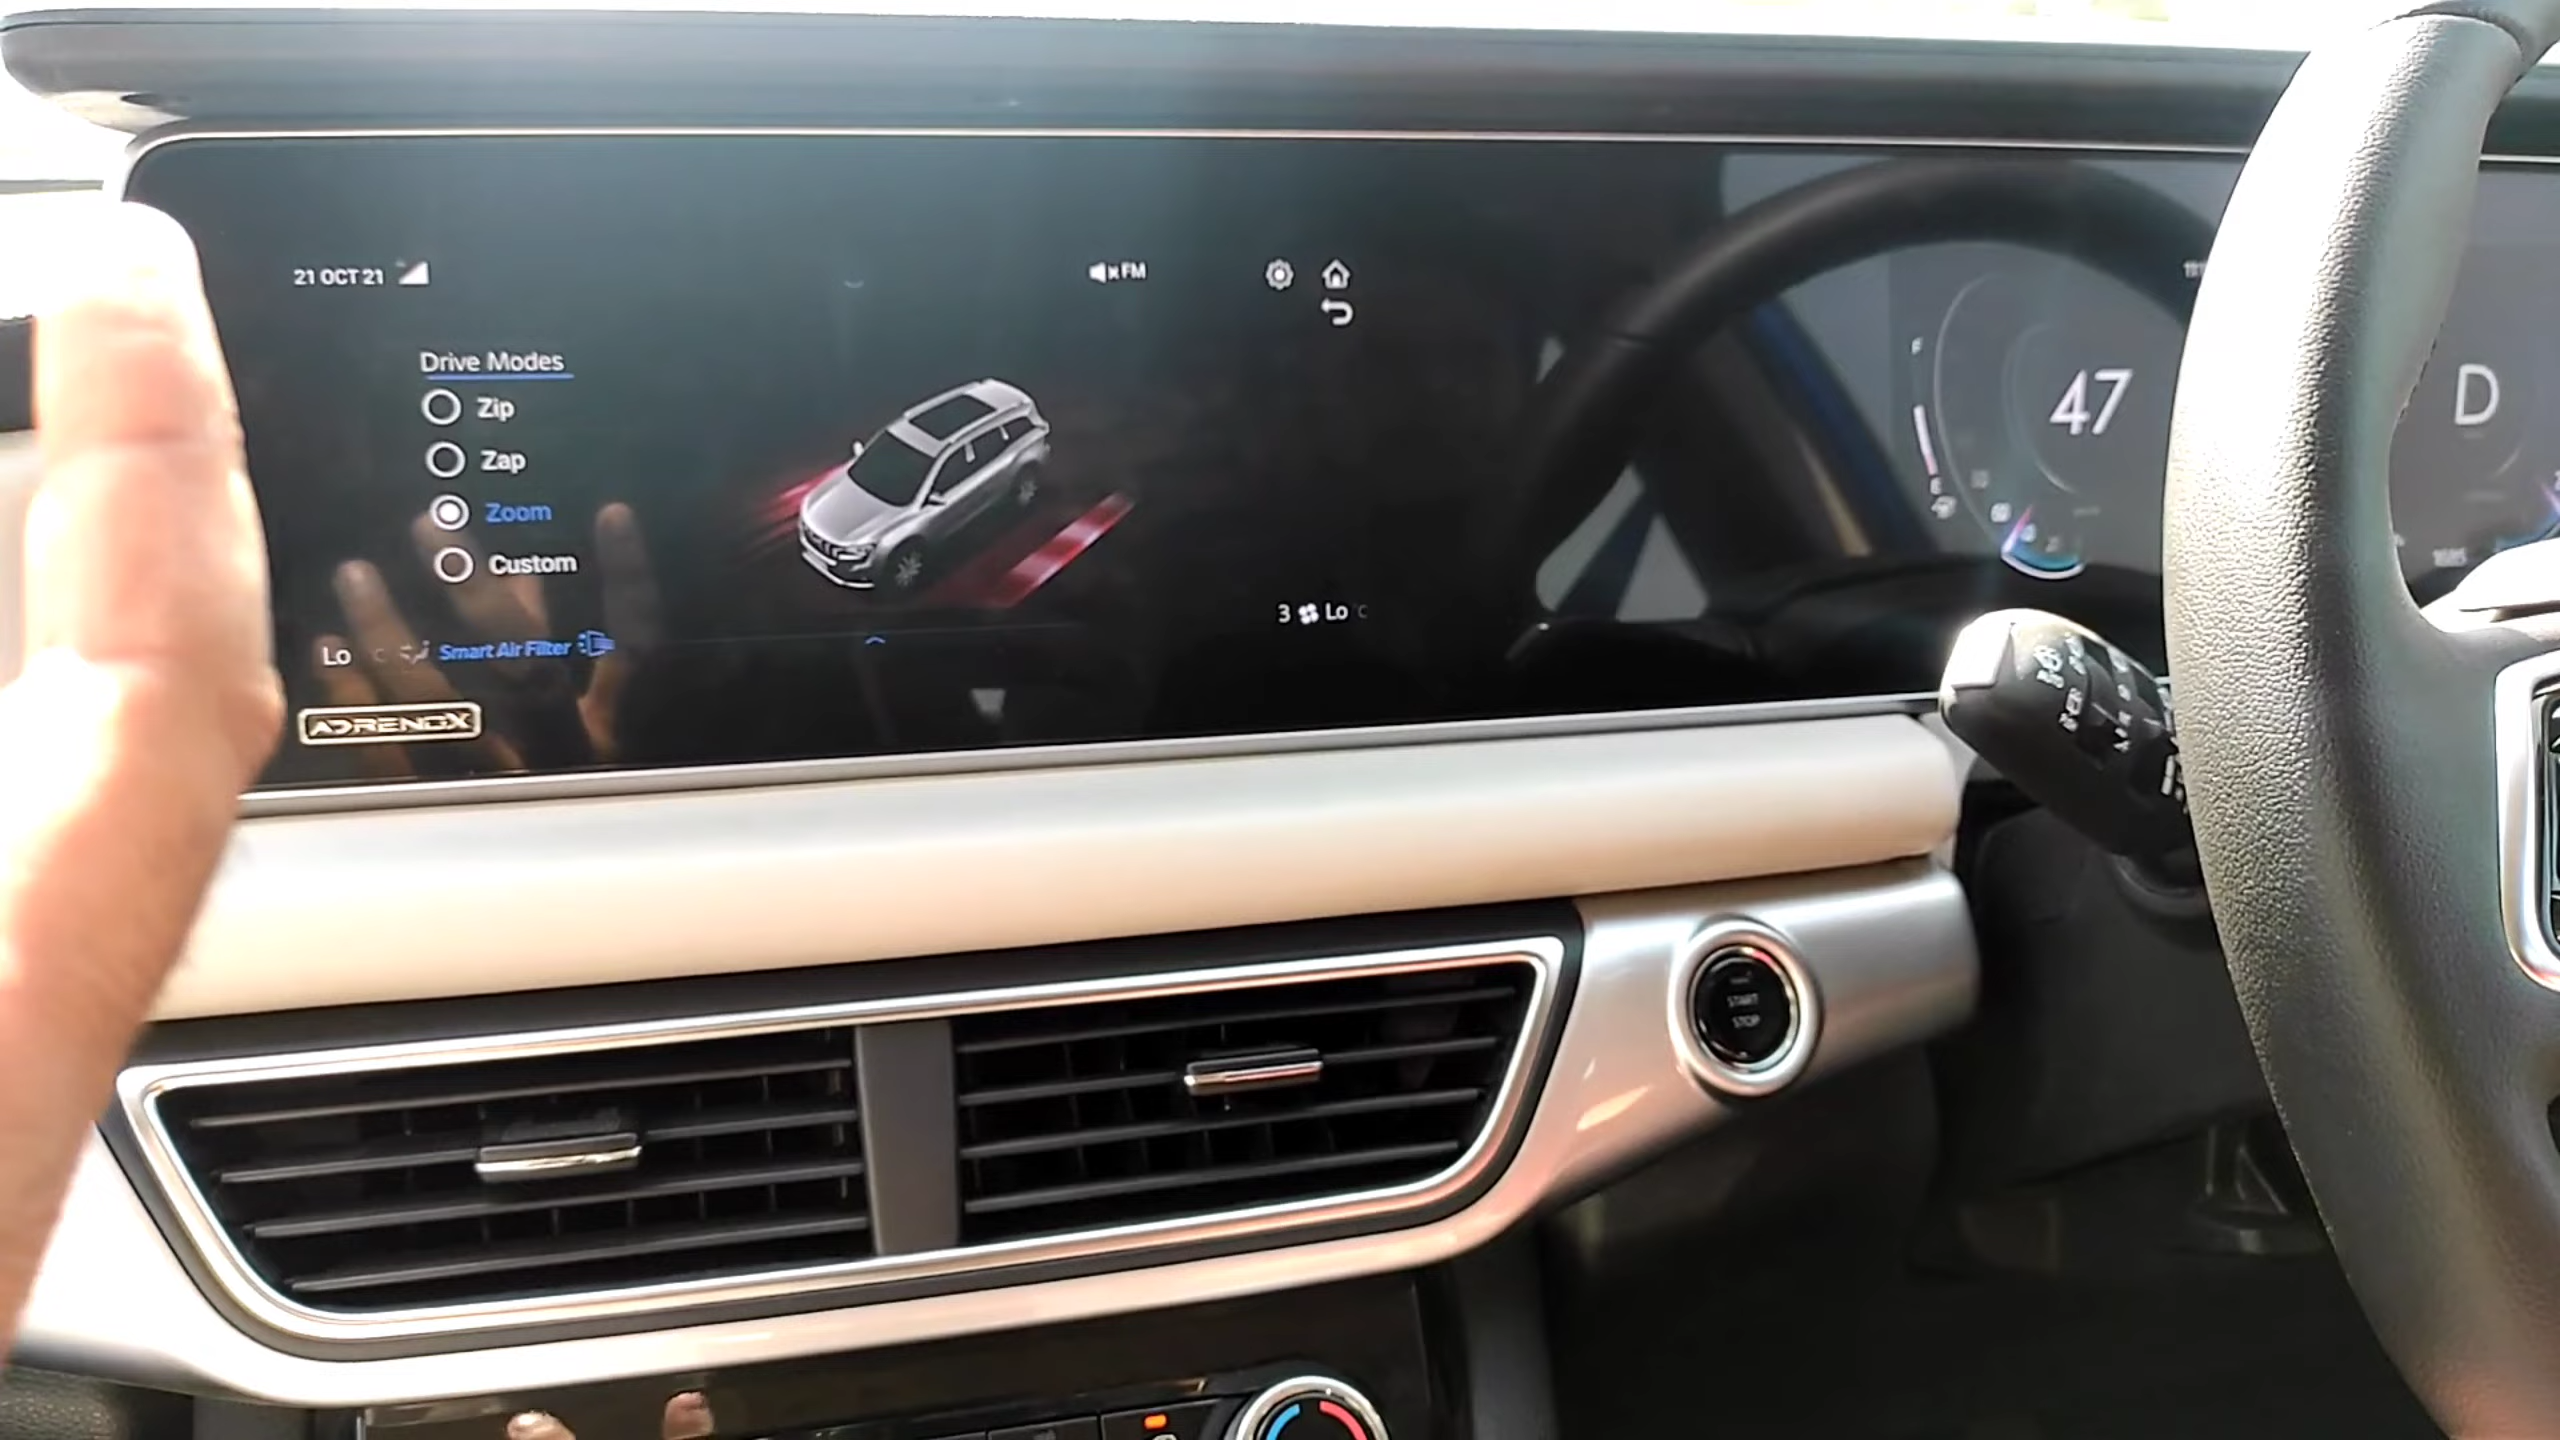 21 OCT 21
FM
Drive Modes
Zip
Zap
Zoom
Custom
3 Lo
Lo
Smart Air Filter
ADRENOX
F
47
E
D
START
STOP